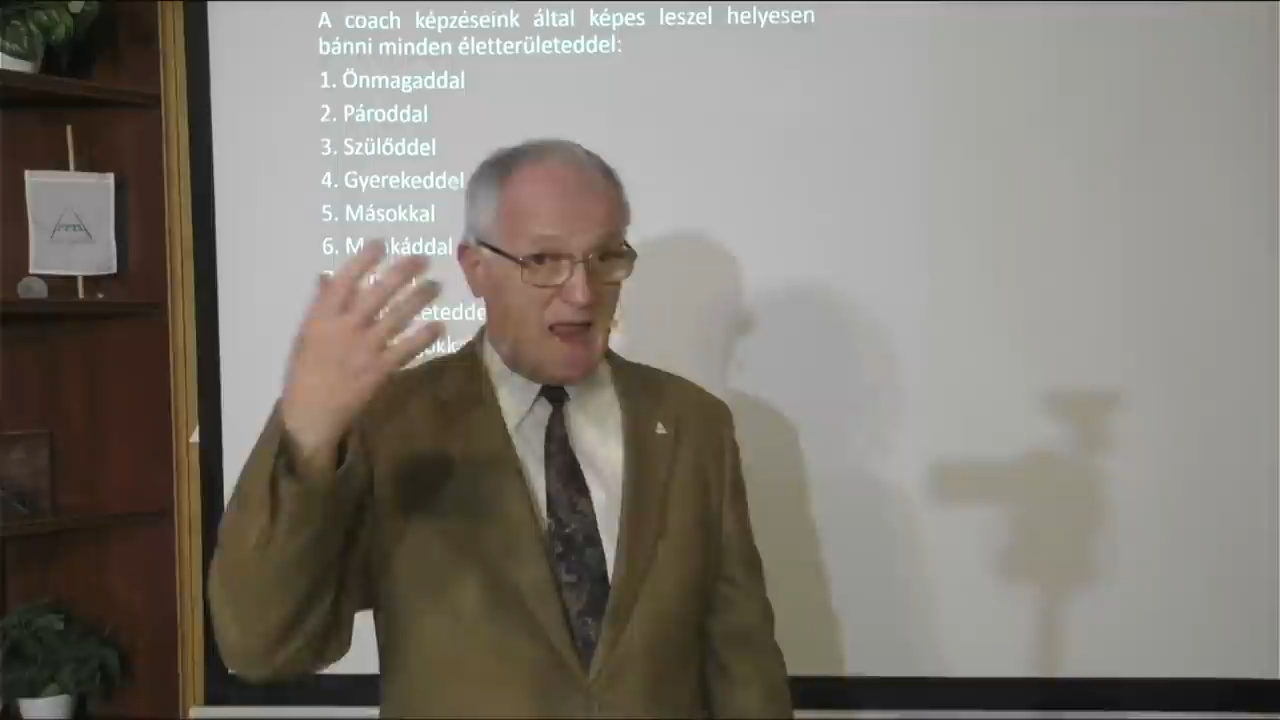 A coach képzéseink által képes leszel helyesen
bánni minden életterületeddel:
1. Önmagaddal
2. Pároddal
3. Szülőddel
4. Gyerekeddel
5. Másokkal
6.